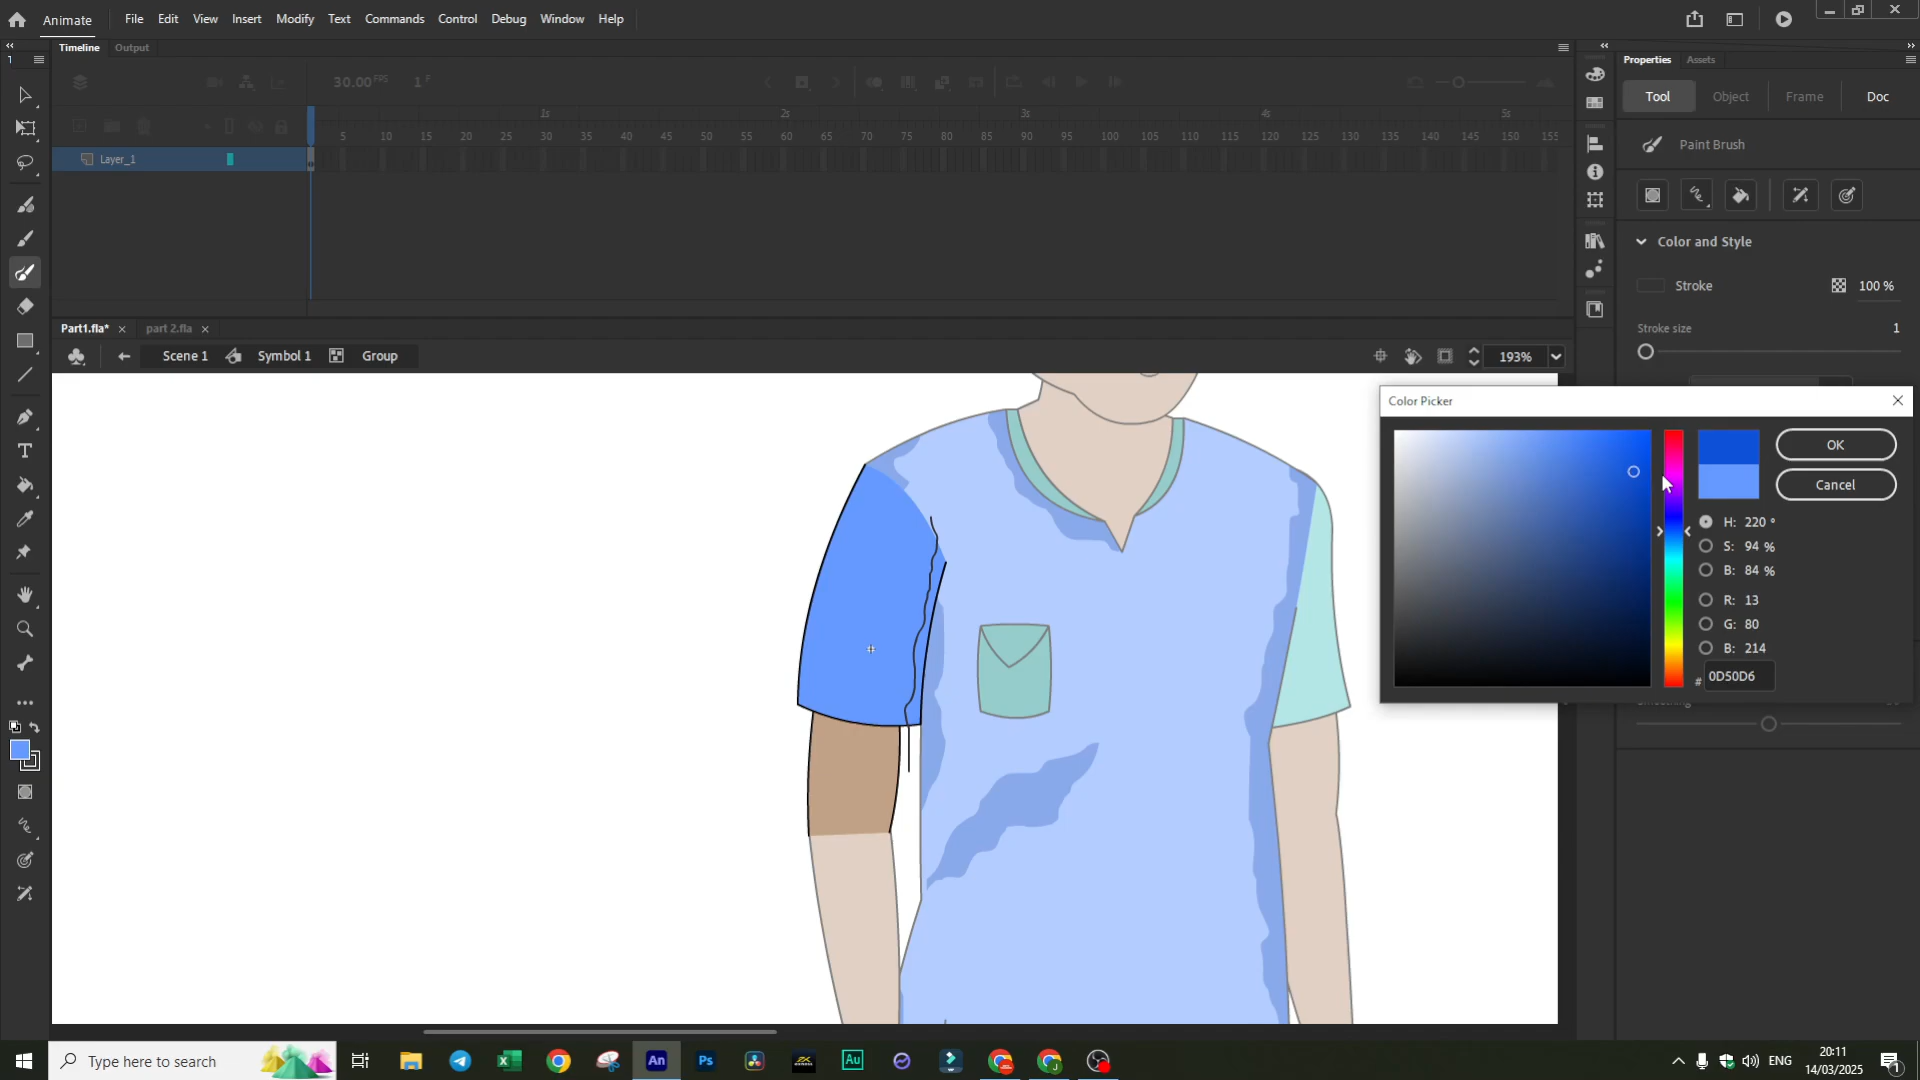 Animate File Edit View Insert Modify Text Commands Control Debug Window Help
Timeline Output
Properties Assets
30.00 FPS 1 F
Tool Object Frame Doc
1s 2s 3s 4s 5s
5 10 15 20 25 30 35 40 45 50 55 60 65 70 75 80 85 90 95 100 105 110 115 120 125 130 135 140 145 150 155
Layer_1
Paint Brush
Color and Style
Stroke 100 %
Stroke size 1
Part1.fla* × part 2.fla ×
Scene 1 Symbol 1 Group 193%
Color Picker
OK
Cancel
H: 220 °
S: 94 %
B: 84 %
R: 13
G: 80
B: 214
# 0D50D6
Type here to search
ENG
20:11
14/03/2025